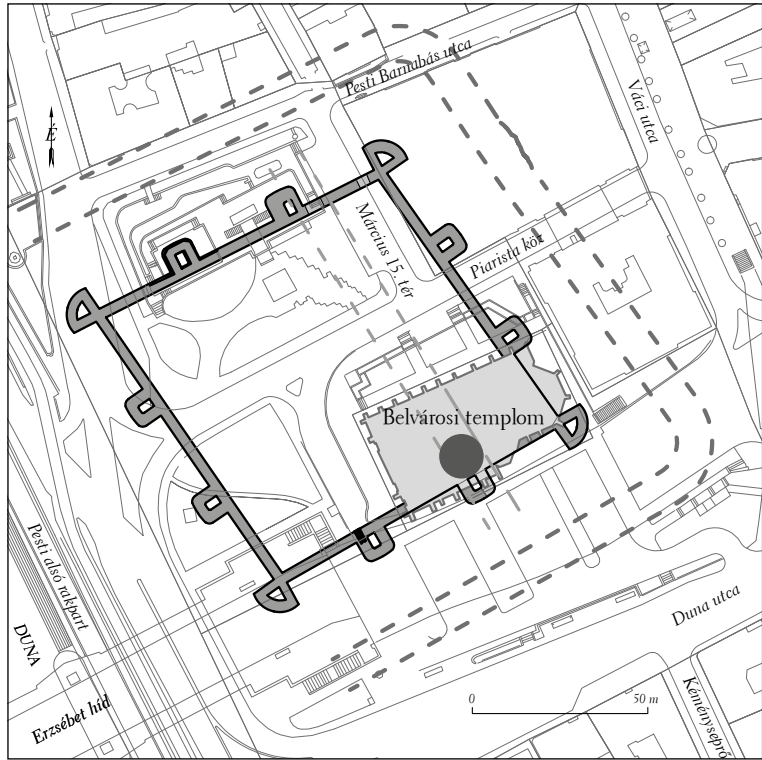 Pesti Barnabás utca
Váci utca
É
Március 15. tér
Piarista köz
Belvárosi templom
Pesti alsó rakpart
DUNA
Erzsébet híd
Duna utca
Kéményseprő
0 50 m